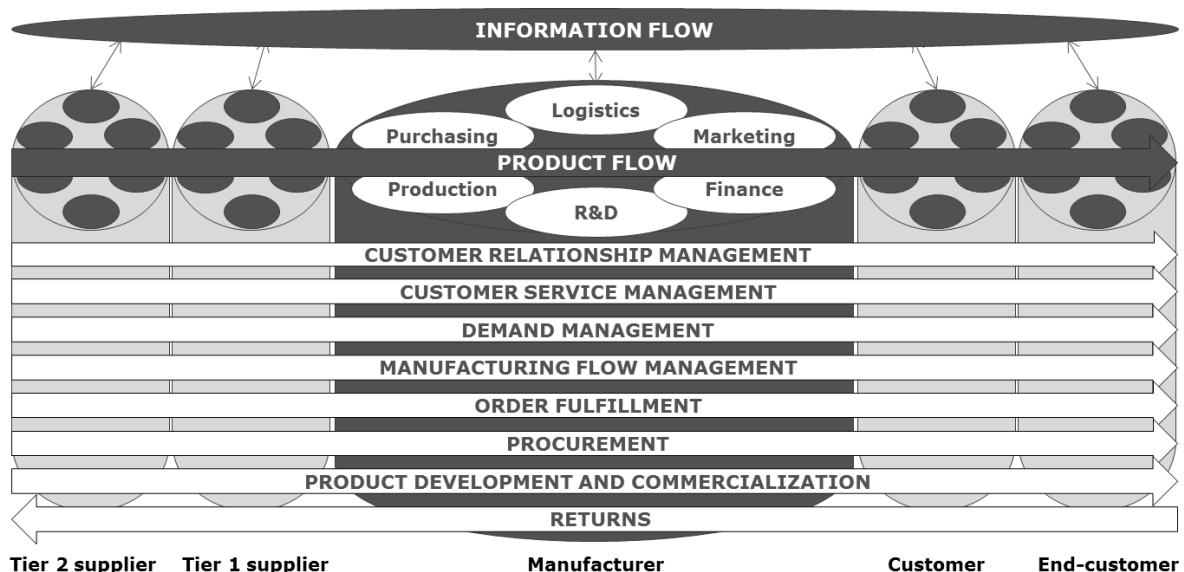 INFORMATION FLOW
Logistics
Purchasing
Marketing
PRODUCT FLOW
Production
Finance
R&D
CUSTOMER RELATIONSHIP MANAGEMENT
CUSTOMER SERVICE MANAGEMENT
DEMAND MANAGEMENT
MANUFACTURING FLOW MANAGEMENT
ORDER FULFILLMENT
PROCUREMENT
PRODUCT DEVELOPMENT AND COMMERCIALIZATION
RETURNS
Tier 2 supplier
Tier 1 supplier
Manufacturer
Customer
End-customer